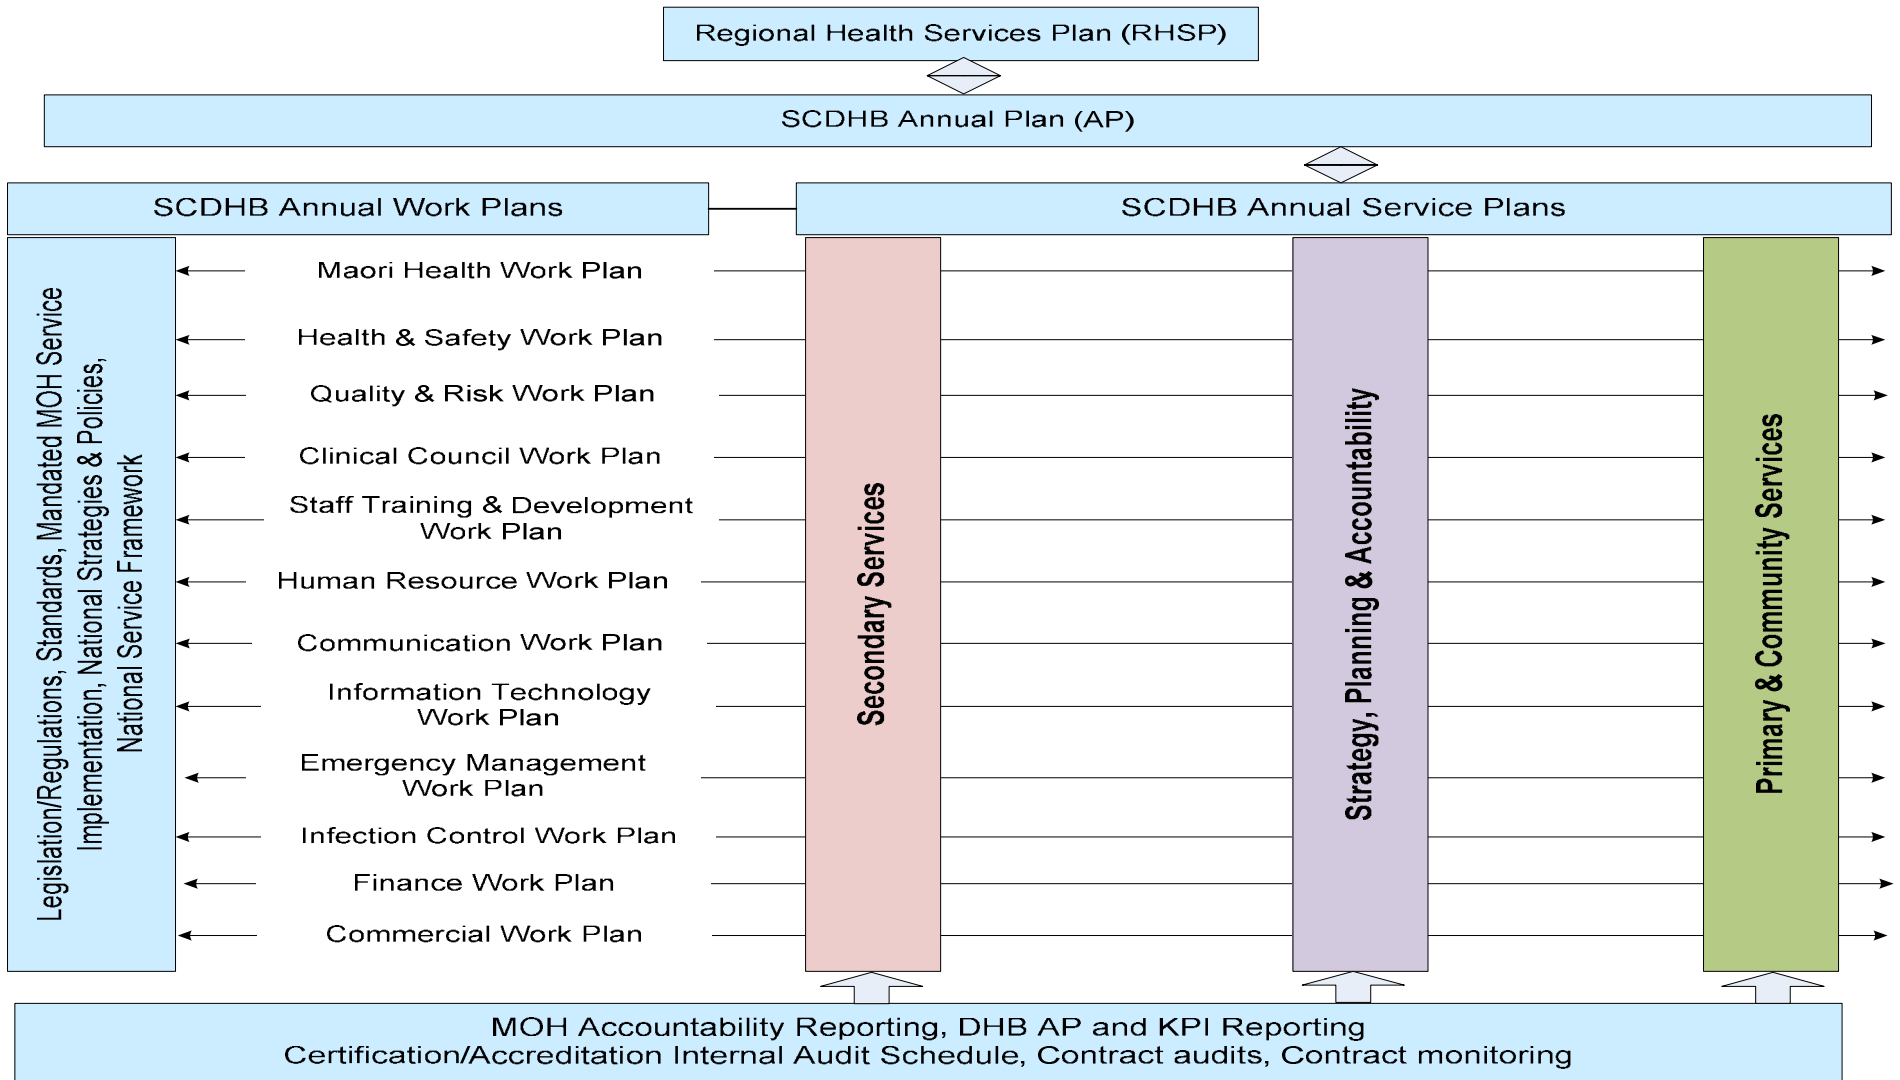 Regional Health Services Plan (RHSP)
SCDHB Annual Plan (AP)
SCDHB Annual Work Plans
SCDHB Annual Service Plans
Legislation/Regulations, Standards, Mandated MOH Service
Implementation, National Strategies & Policies,
National Service Framework
Maori Health Work Plan
Health & Safety Work Plan
Quality & Risk Work Plan
Clinical Council Work Plan
Staff Training & Development
Work Plan
Human Resource Work Plan
Communication Work Plan
Information Technology
Work Plan
Emergency Management
Work Plan
Infection Control Work Plan
Finance Work Plan
Commercial Work Plan
Secondary Services
Strategy, Planning & Accountability
Primary & Community Services
MOH Accountability Reporting, DHB AP and KPI Reporting
Certification/Accreditation Internal Audit Schedule, Contract audits, Contract monitoring